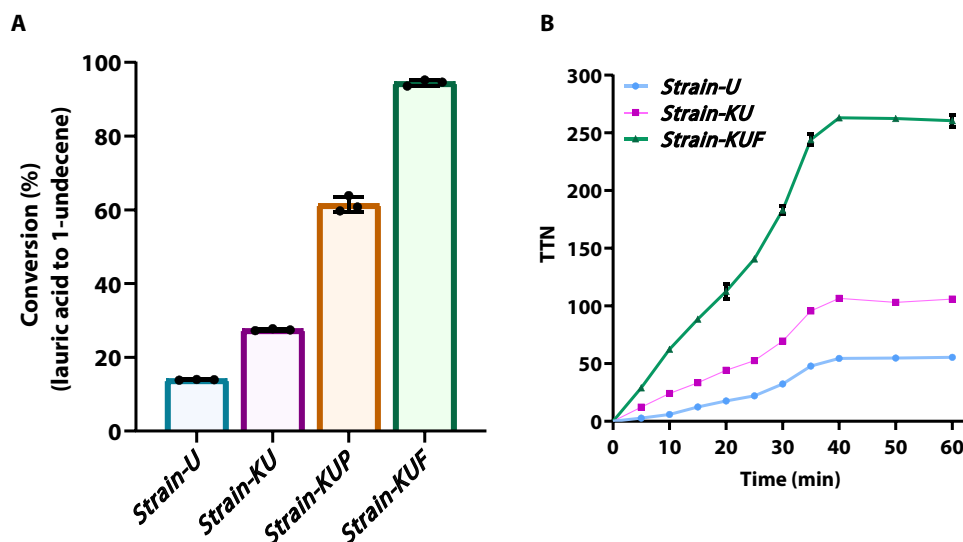 A
Conversion (%)
(lauric acid to 1-undecene)
100
80
60
40
20
0
Strain-U
Strain-KU
Strain-KUP
Strain-KUF
B
TTN
300
250
200
150
100
50
0
Strain-U
Strain-KU
Strain-KUF
0 10 20 30 40 50 60
Time (min)